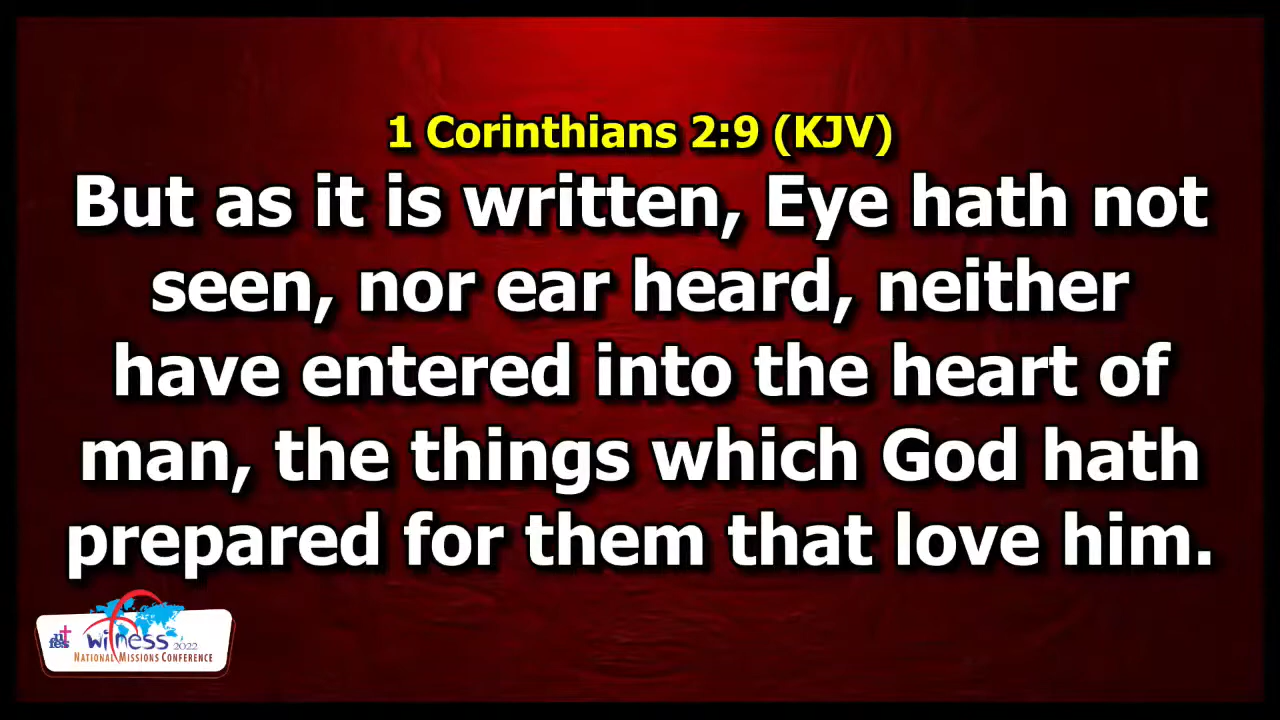 1 Corinthians 2:9 (KJV)
But as it is written, Eye hath not
seen, nor ear heard, neither
have entered into the heart of
man, the things which God hath
prepared for them that love him.
witness 2022
NATIONAL MISSIONS CONFERENCE